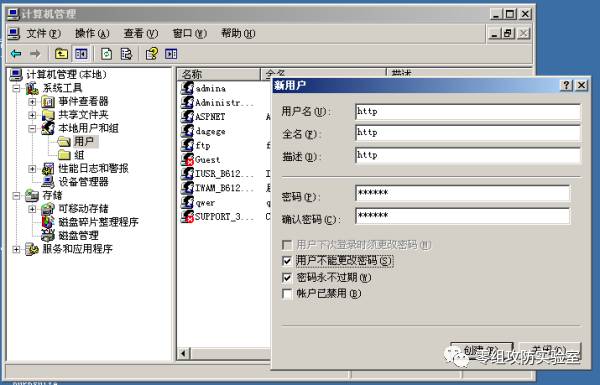 计算机管理
文件(F) 操作(A) 查看(V) 窗口(W) 帮助(H)
计算机管理(本地)
系统工具
事件查看器
共享文件夹
本地用户和组
用户
组
性能日志和警报
设备管理器
存储
可移动存储
磁盘碎片整理程序
磁盘管理
服务和应用程序
名称 全名 描述
admina
Administr...
ASPNET A
dagege
ftp f
Guest
IUSR_B612... I
IWAM_B612... I
qwer q
SUPPORT_3... C
新用户
用户名(U): http
全名(F): http
描述(D): http
密码(P): ******
确认密码(C): ******
用户下次登录时须更改密码(M)
用户不能更改密码(S)
密码永不过期(W)
帐户已禁用(B)
创建(E) 关闭(O)
零组攻防实验室